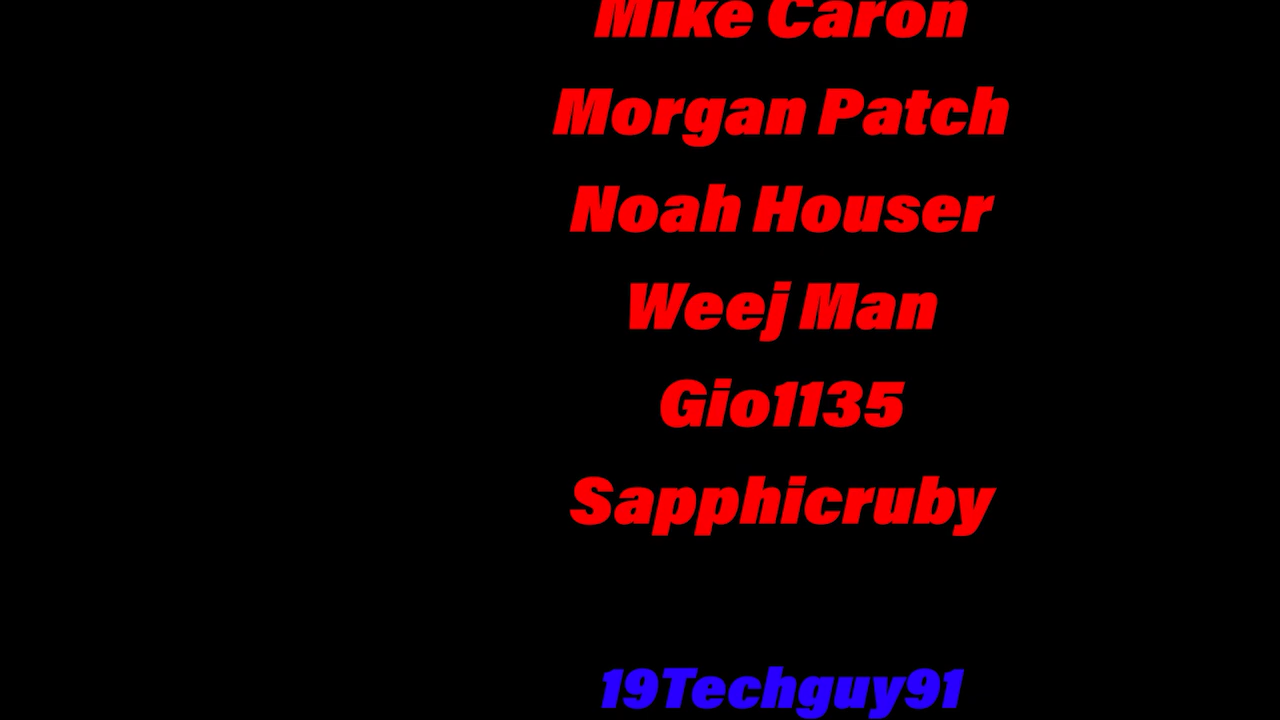 Mike Caron
Morgan Patch
Noah Houser
Weej Man
Gio1135
Sapphicruby
19Techguy91